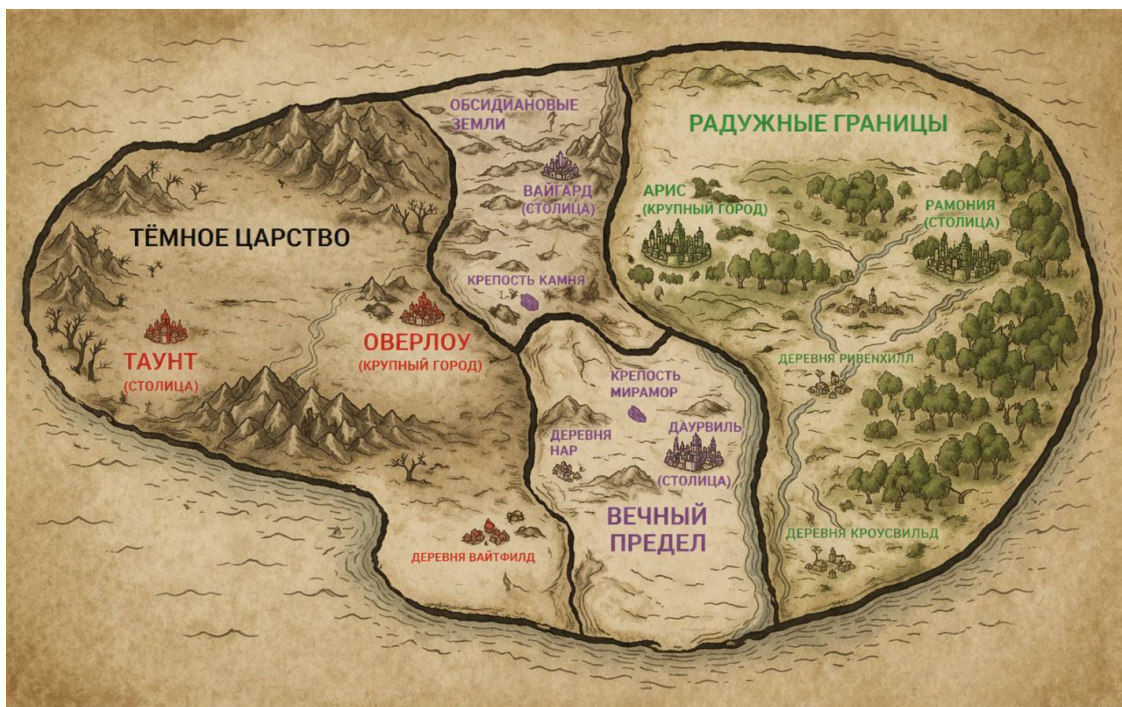 ОБСИДИАНОВЫЕ
ЗЕМЛИ
РАДУЖНЫЕ ГРАНИЦЫ
ВАЙГАРД
(СТОЛИЦА)
АРИС
(КРУПНЫЙ ГОРОД)
РАМОНИЯ
(СТОЛИЦА)
ТЁМНОЕ ЦАРСТВО
КРЕПОСТЬ КАМНЯ
ОВЕРЛОУ
(КРУПНЫЙ ГОРОД)
ТАУНТ
(СТОЛИЦА)
ДЕРЕВНЯ РИВЕНХИЛЛ
КРЕПОСТЬ
МИРАМОР
ДЕРЕВНЯ
НАР
ДАУРВИЛЬ
(СТОЛИЦА)
ВЕЧНЫЙ
ПРЕДЕЛ
ДЕРЕВНЯ КРОУСВИЛЬД
ДЕРЕВНЯ ВАЙТФИЛД